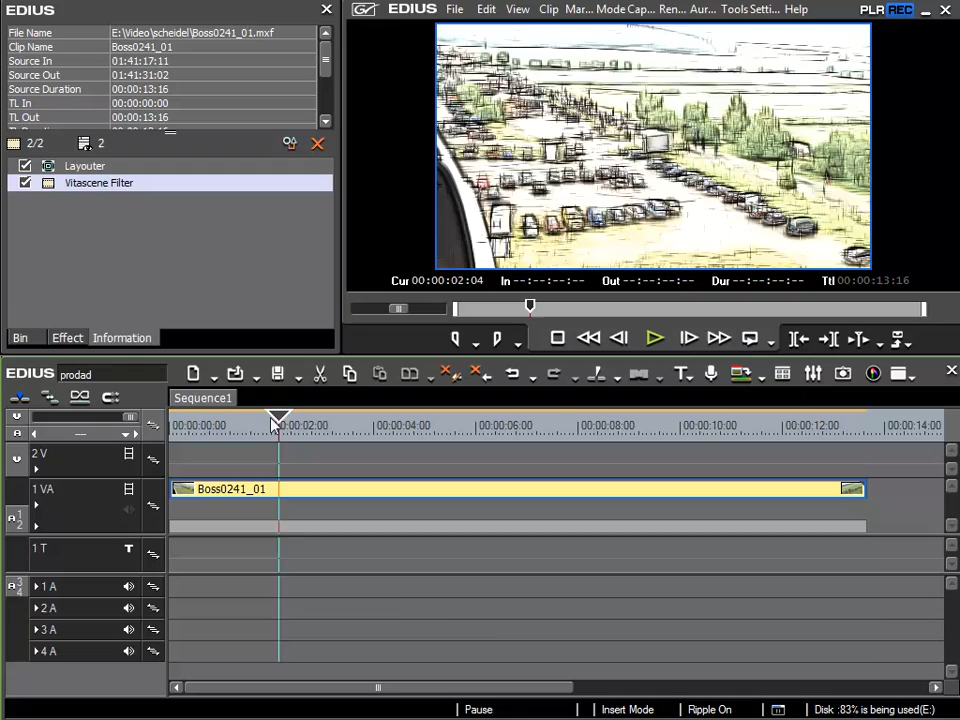 EDIUS
File Name E:\Video\scheidel\Boss0241_01.mxf
Clip Name Boss0241_01
Source In 01:41:17:11
Source Out 01:41:31:02
Source Duration 00:00:13:16
TL In 00:00:00:00
TL Out 00:00:13:16
2/2 2
Layouter
Vitascene Filter
Bin Effect Information
EDIUS File Edit View Clip Mar... Mode Cap... Ren... Aur... Tools Setti... Help PLR REC
Cur 00:00:02:04 In --:--:--:-- Out --:--:--:-- Dur --:--:--:-- Ttl 00:00:13:16
EDIUS prodad
Sequence1
00:00:00:00 00:00:02:00 00:00:04:00 00:00:06:00 00:00:08:00 00:00:10:00 00:00:12:00 00:00:14:00
2 V
1 VA Boss0241_01
A 1 2
1 T T
A 3 4 1 A
2 A
3 A
4 A
Pause Insert Mode Ripple On Disk :83% is being used(E:)